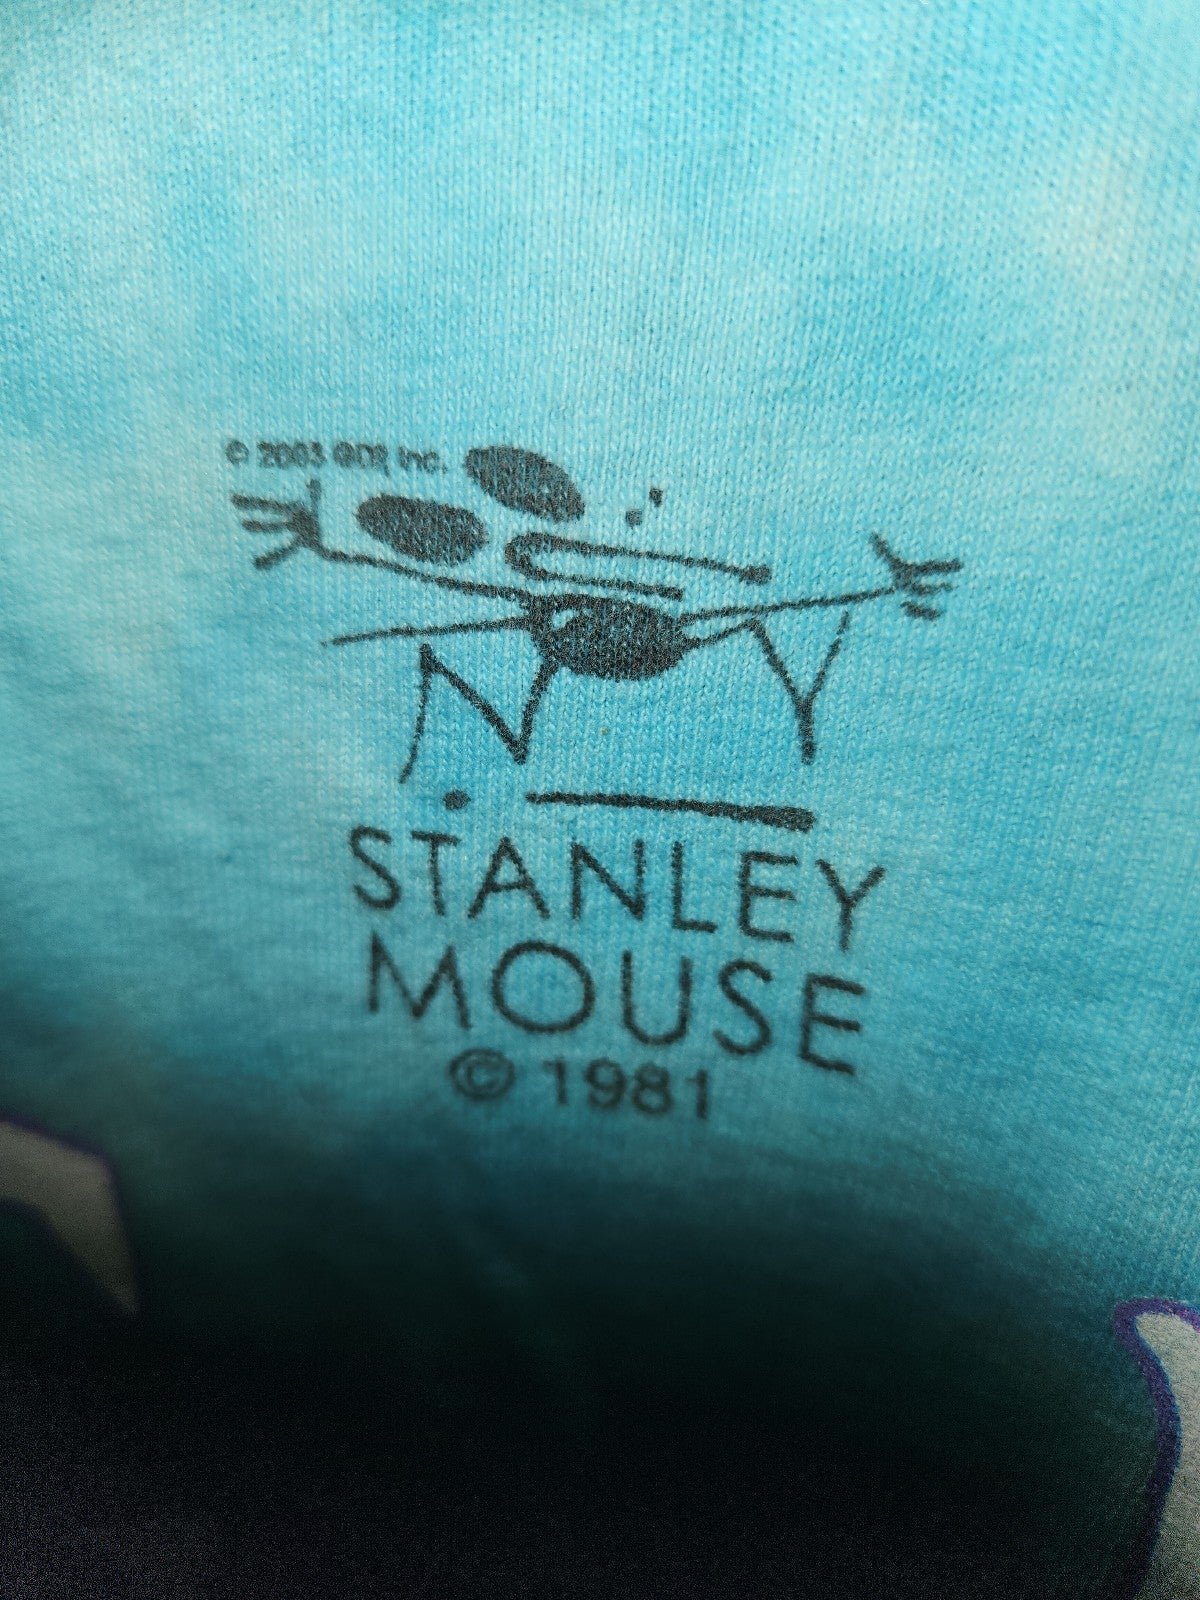 © 2003 GDP, Inc.
STANLEY
MOUSE
© 1981